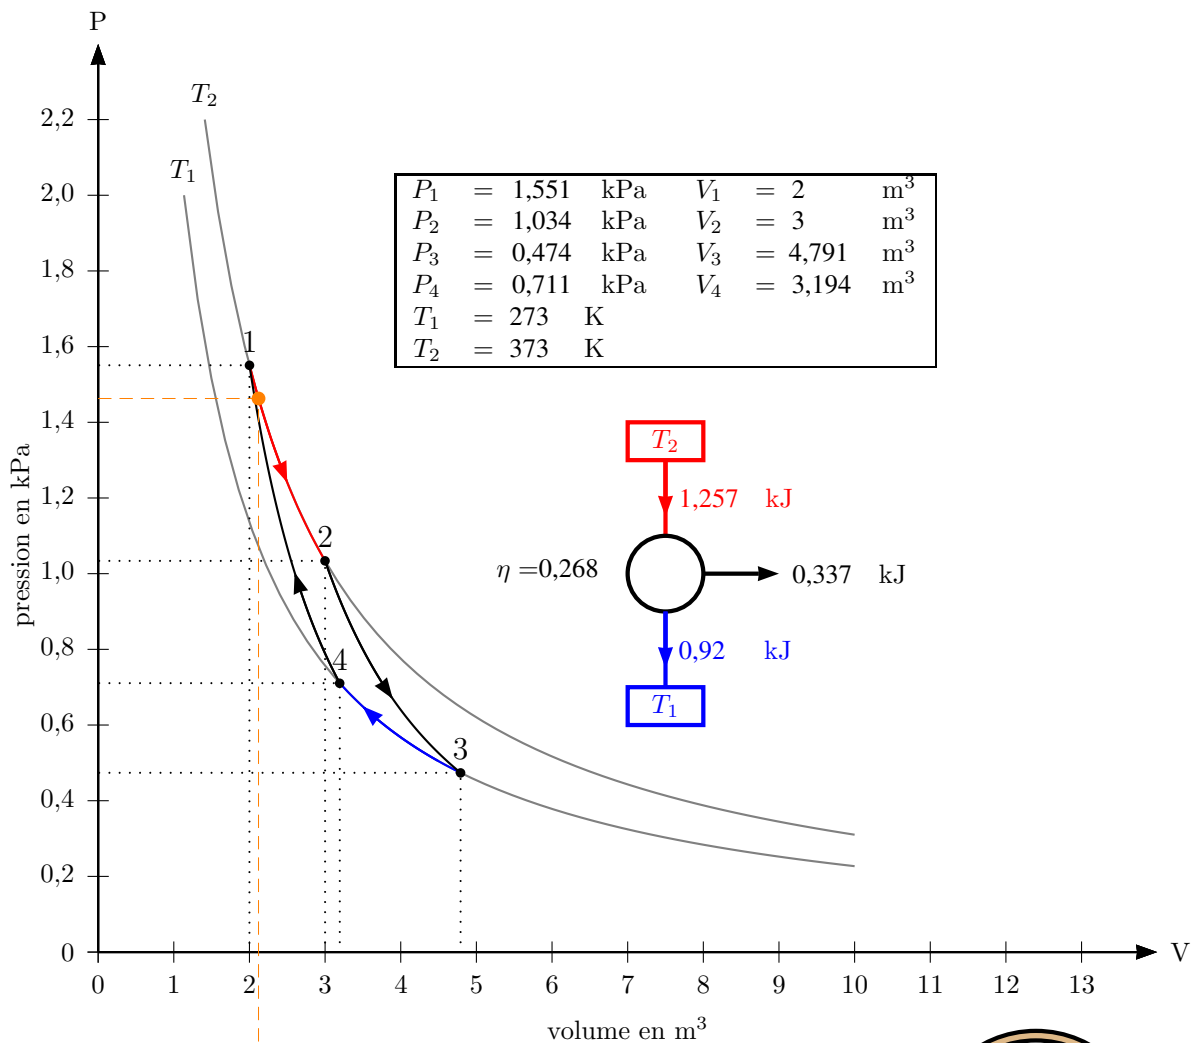 P
T₂
2,2
T₁
2,0
P₁ = 1,551 kPa V₁ = 2 m³
P₂ = 1,034 kPa V₂ = 3 m³
P₃ = 0,474 kPa V₃ = 4,791 m³
P₄ = 0,711 kPa V₄ = 3,194 m³
T₁ = 273 K
T₂ = 373 K
1,8
1,6
1
1,4
T₂
1,2
1,257 kJ
pression en kPa
2
1,0
η =0,268
0,337 kJ
0,8
4
0,92 kJ
0,6
T₁
3
0,4
0,2
0
V
0 1 2 3 4 5 6 7 8 9 10 11 12 13
volume en m³